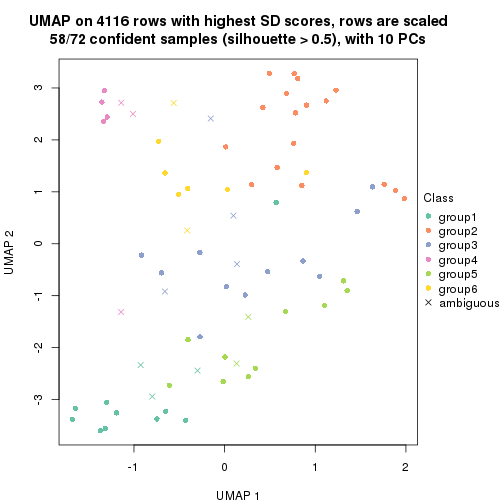 UMAP on 4116 rows with highest SD scores, rows are scaled
58/72 confident samples (silhouette > 0.5), with 10 PCs
3
2
1
0
-1
-2
-3
UMAP 2
-1
0
1
2
UMAP 1
Class
group1
group2
group3
group4
group5
group6
ambiguous